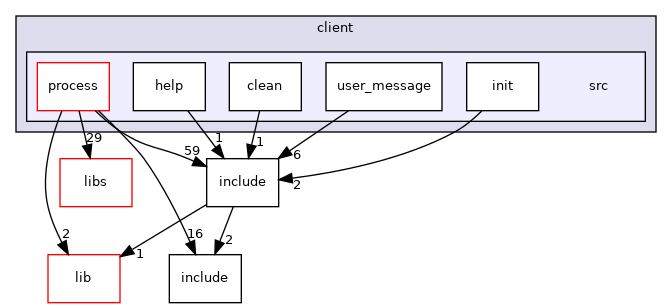 client
process
help
clean
user_message
init
src
29
1
1
59
6
libs
include
2
2
16
2
1
lib
include